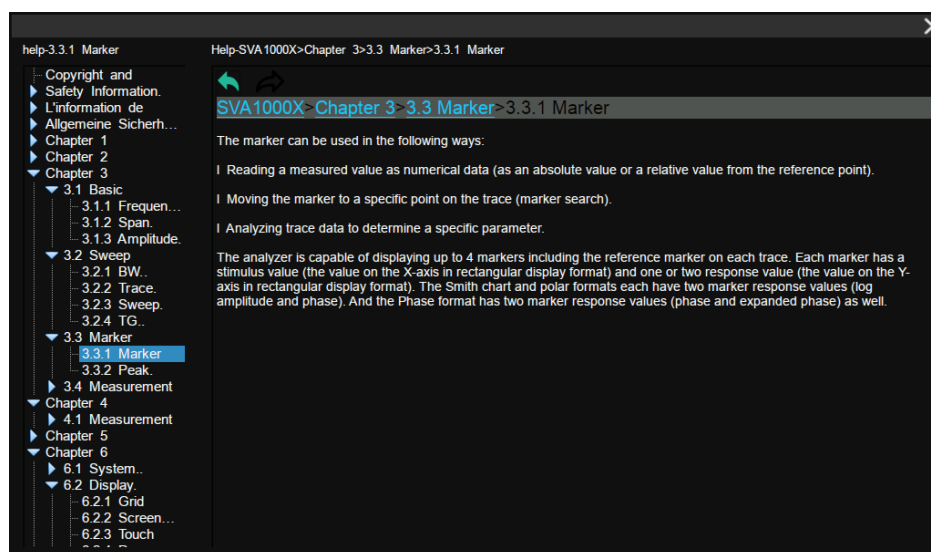 help-3.3.1 Marker
Help-SVA1000X>Chapter 3>3.3 Marker>3.3.1 Marker
Copyright and
Safety Information.
L'information de
Allgemeine Sicherh...
Chapter 1
Chapter 2
Chapter 3
3.1 Basic
3.1.1 Frequen...
3.1.2 Span.
3.1.3 Amplitude.
3.2 Sweep
3.2.1 BW..
3.2.2 Trace.
3.2.3 Sweep.
3.2.4 TG..
3.3 Marker
3.3.1 Marker
3.3.2 Peak.
3.4 Measurement
Chapter 4
4.1 Measurement
Chapter 5
Chapter 6
6.1 System..
6.2 Display.
6.2.1 Grid
6.2.2 Screen...
6.2.3 Touch
SVA1000X>Chapter 3>3.3 Marker>3.3.1 Marker
The marker can be used in the following ways:
l Reading a measured value as numerical data (as an absolute value or a relative value from the reference point).
l Moving the marker to a specific point on the trace (marker search).
l Analyzing trace data to determine a specific parameter.
The analyzer is capable of displaying up to 4 markers including the reference marker on each trace. Each marker has a
stimulus value (the value on the X-axis in rectangular display format) and one or two response value (the value on the Y-
axis in rectangular display format). The Smith chart and polar formats each have two marker response values (log
amplitude and phase). And the Phase format has two marker response values (phase and expanded phase) as well.